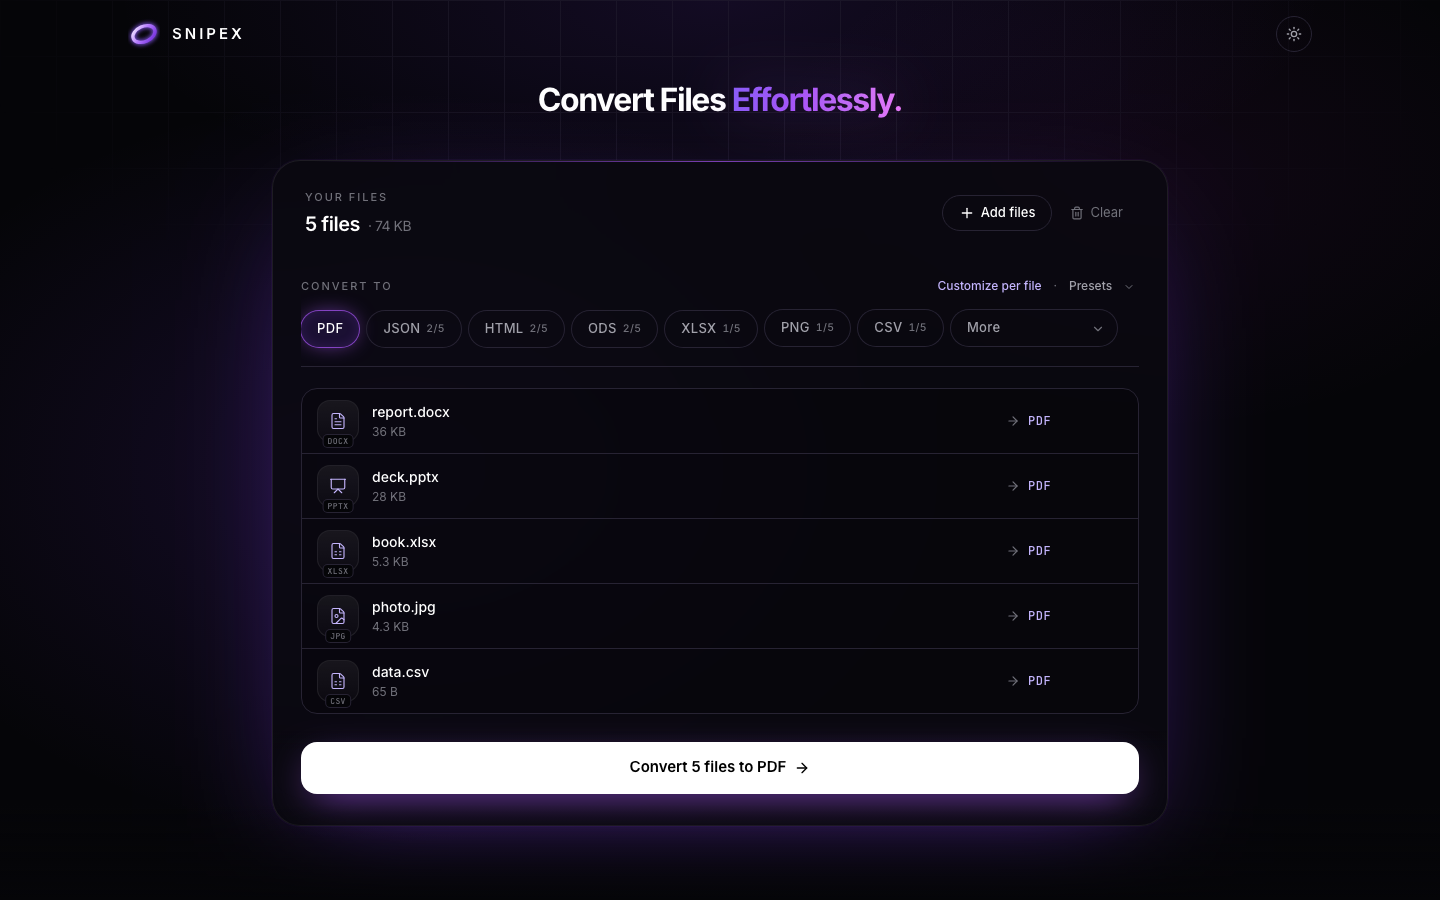 SNIPEX
Convert Files Effortlessly.
YOUR FILES
5 files · 74 KB
Add files
Clear
CONVERT TO
Customize per file · Presets
PDF
JSON 2/5
HTML 2/5
ODS 2/5
XLSX 1/5
PNG 1/5
CSV 1/5
More
report.docx
36 KB
DOCX
→ PDF
deck.pptx
28 KB
PPTX
→ PDF
book.xlsx
5.3 KB
XLSX
→ PDF
photo.jpg
4.3 KB
JPG
→ PDF
data.csv
65 B
CSV
→ PDF
Convert 5 files to PDF →